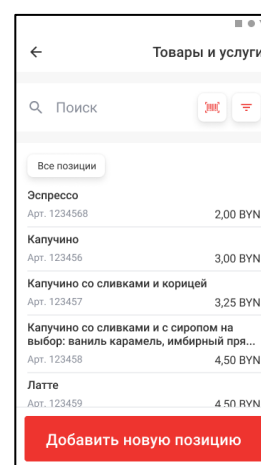 Товары и услуги
Поиск
Все позиции
Эспрессо
Арт. 1234568
2,00 BYN
Капучино
Арт. 123456
3,00 BYN
Капучино со сливками и корицей
Арт. 123457
3,25 BYN
Капучино со сливками и с сиропом на
выбор: ваниль карамель, имбирный пря...
Арт. 123458
4,50 BYN
Латте
Арт. 123459
4,50 BYN
Добавить новую позицию